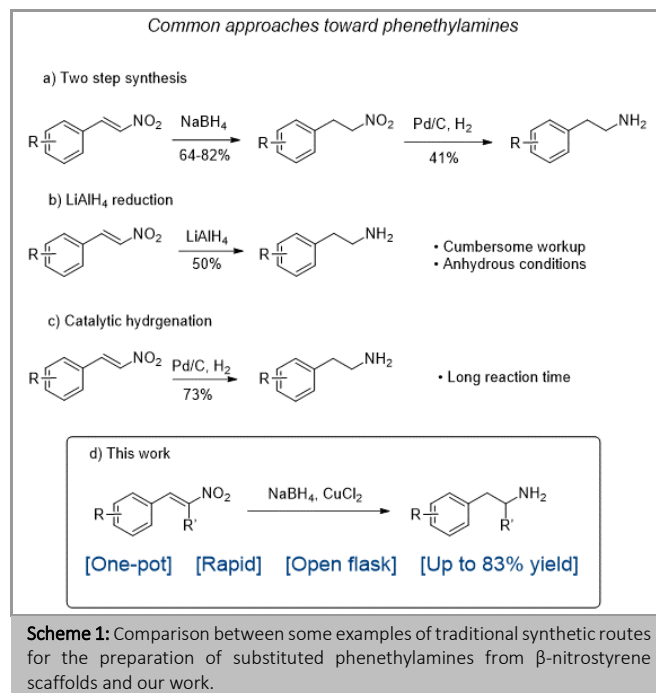 Common approaches toward phenethylamines
a) Two step synthesis
R NO₂ NaBH₄ 64-82% R NO₂ Pd/C, H₂ 41% R NH₂
b) LiAlH₄ reduction
R NO₂ LiAlH₄ 50% R NH₂
• Cumbersome workup
• Anhydrous conditions
c) Catalytic hydrgenation
R NO₂ Pd/C, H₂ 73% R NH₂
• Long reaction time
d) This work
R NO₂ R' NaBH₄, CuCl₂ R NH₂ R'
[One-pot] [Rapid] [Open flask] [Up to 83% yield]
Scheme 1: Comparison between some examples of traditional synthetic routes
for the preparation of substituted phenethylamines from β-nitrostyrene
scaffolds and our work.